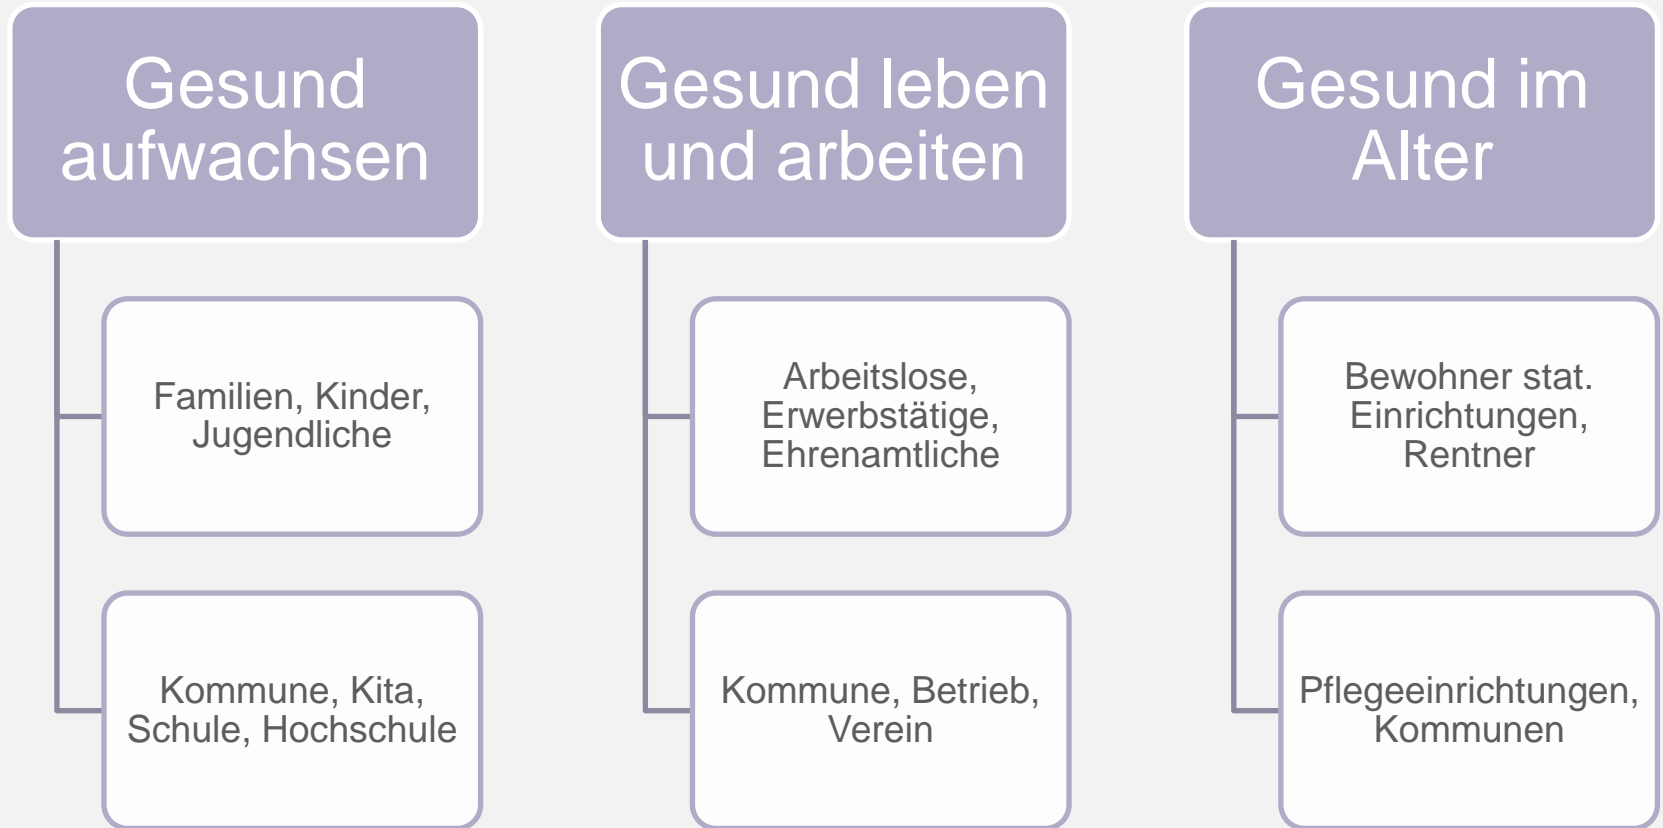 Gesund
aufwachsen
Familien, Kinder,
Jugendliche
Kommune, Kita,
Schule, Hochschule
Gesund leben
und arbeiten
Arbeitslose,
Erwerbstätige,
Ehrenamtliche
Kommune, Betrieb,
Verein
Gesund im
Alter
Bewohner stat.
Einrichtungen,
Rentner
Pflegeeinrichtungen,
Kommunen